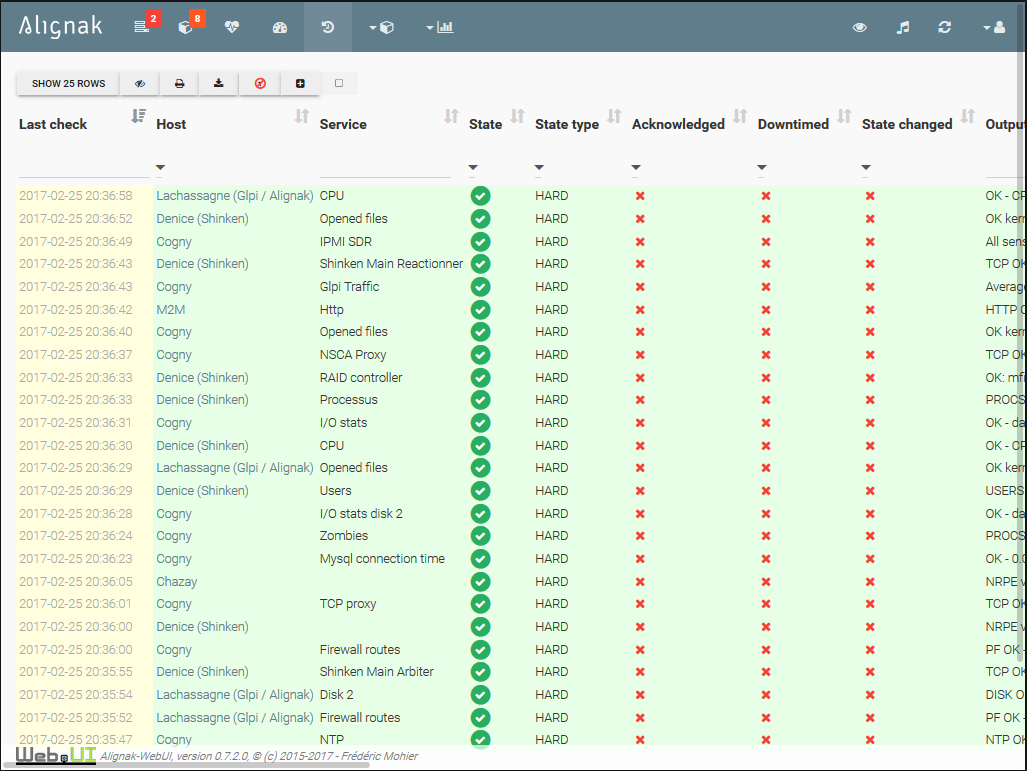 Alignak 2 8
SHOW 25 ROWS
Last check Host Service State State type Acknowledged Downtimed State changed Outpu
2017-02-25 20:36:58 Lachassagne (Glpi / Alignak) CPU HARD OK - CP
2017-02-25 20:36:52 Denice (Shinken) Opened files HARD OK kern
2017-02-25 20:36:49 Cogny IPMI SDR HARD All sens
2017-02-25 20:36:43 Denice (Shinken) Shinken Main Reactionner HARD TCP OK
2017-02-25 20:36:43 Cogny Glpi Traffic HARD Average
2017-02-25 20:36:42 M2M Http HARD HTTP O
2017-02-25 20:36:40 Cogny Opened files HARD OK kern
2017-02-25 20:36:37 Cogny NSCA Proxy HARD TCP OK
2017-02-25 20:36:33 Denice (Shinken) RAID controller HARD OK: mfi
2017-02-25 20:36:33 Denice (Shinken) Processus HARD PROCS
2017-02-25 20:36:31 Cogny I/O stats HARD OK - da
2017-02-25 20:36:30 Denice (Shinken) CPU HARD OK - CP
2017-02-25 20:36:29 Lachassagne (Glpi / Alignak) Opened files HARD OK kern
2017-02-25 20:36:29 Denice (Shinken) Users HARD USERS
2017-02-25 20:36:28 Cogny I/O stats disk 2 HARD OK - da
2017-02-25 20:36:24 Cogny Zombies HARD PROCS
2017-02-25 20:36:23 Cogny Mysql connection time HARD OK - 0.0
2017-02-25 20:36:05 Chazay HARD NRPE v
2017-02-25 20:36:01 Cogny TCP proxy HARD TCP OK
2017-02-25 20:36:00 Denice (Shinken) HARD NRPE v
2017-02-25 20:36:00 Cogny Firewall routes HARD PF OK -
2017-02-25 20:35:55 Denice (Shinken) Shinken Main Arbiter HARD TCP OK
2017-02-25 20:35:54 Lachassagne (Glpi / Alignak) Disk 2 HARD DISK O
2017-02-25 20:35:52 Lachassagne (Glpi / Alignak) Firewall routes HARD PF OK -
2017-02-25 20:35:47 Cogny NTP HARD NTP OK
Web UI Alignak-WebUI, version 0.7.2.0, © (c) 2015-2017 - Frédéric Mohier